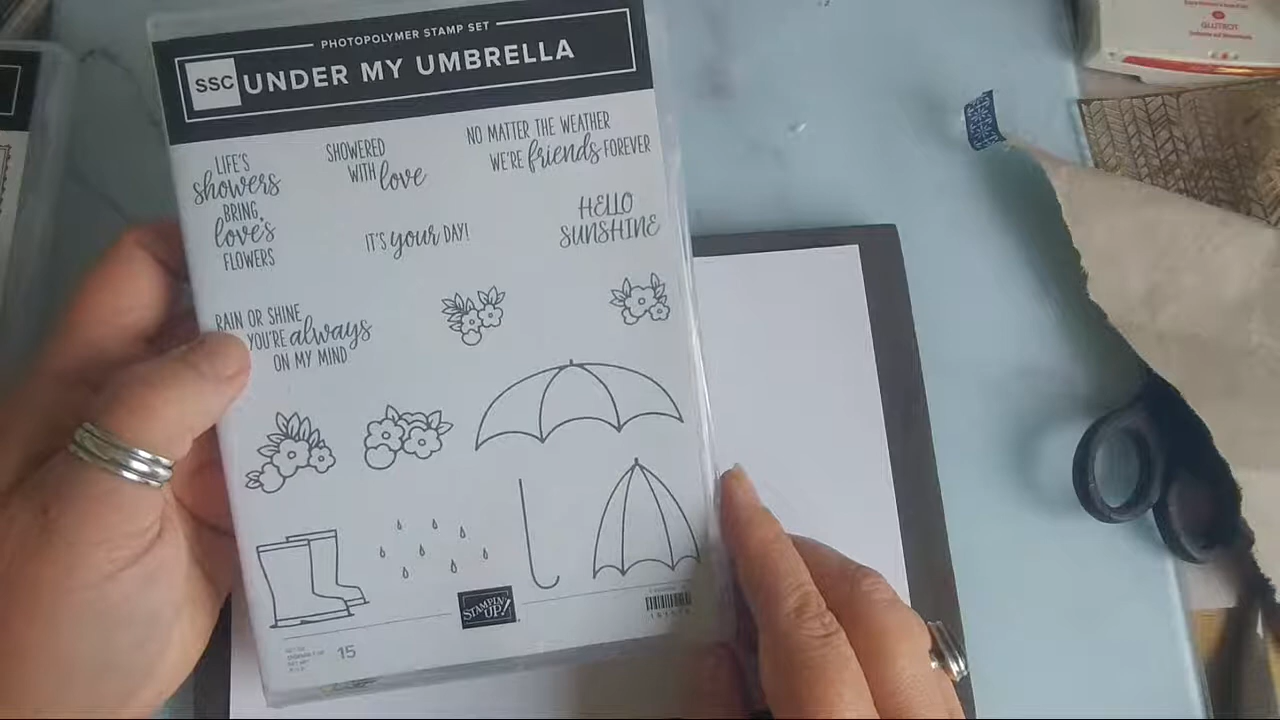 PHOTOPOLYMER STAMP SET
SSC UNDER MY UMBRELLA
LIFE'S
showers
BRING
love's
FLOWERS
SHOWERED
WITH love
NO MATTER THE WEATHER
WE'RE friends FOREVER
IT'S your DAY!
HELLO
SUNSHINE
RAIN OR SHINE
YOU'RE always
ON MY MIND
STAMPIN'
UP!
15
GLUTROT